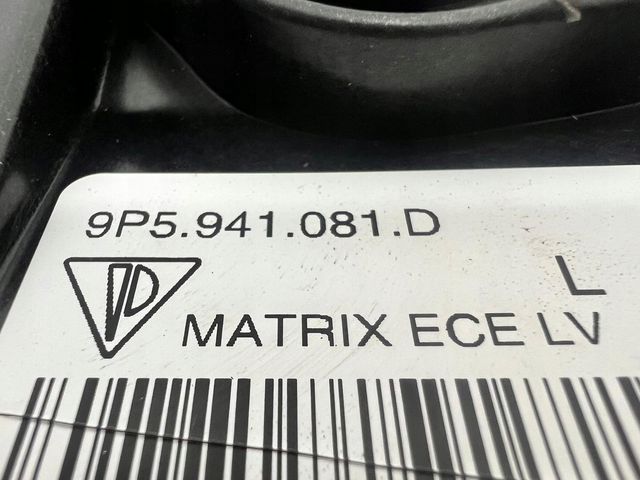 9P5.941.081.D
L
MATRIX ECE LV